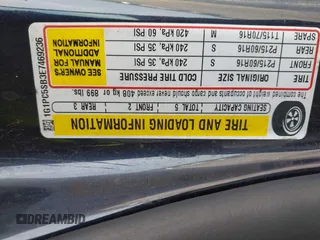 TIRE AND LOADING INFORMATION
SEATING CAPACITY TOTAL 5 FRONT 2 REAR 3
The combined weight of occupants and cargo should never exceed 408 kg or 899 lbs.
TIRE ORIGINAL SIZE COLD TIRE PRESSURE
FRONT P215/60R16 S 240 kPa, 35 PSI
REAR P215/60R16 S 240 kPa, 35 PSI
SPARE T115/70R16 M 420 kPa, 60 PSI
SEE OWNER'S
MANUAL FOR
ADDITIONAL
INFORMATION
1G1PC5SB3E7469236
DREAMBID